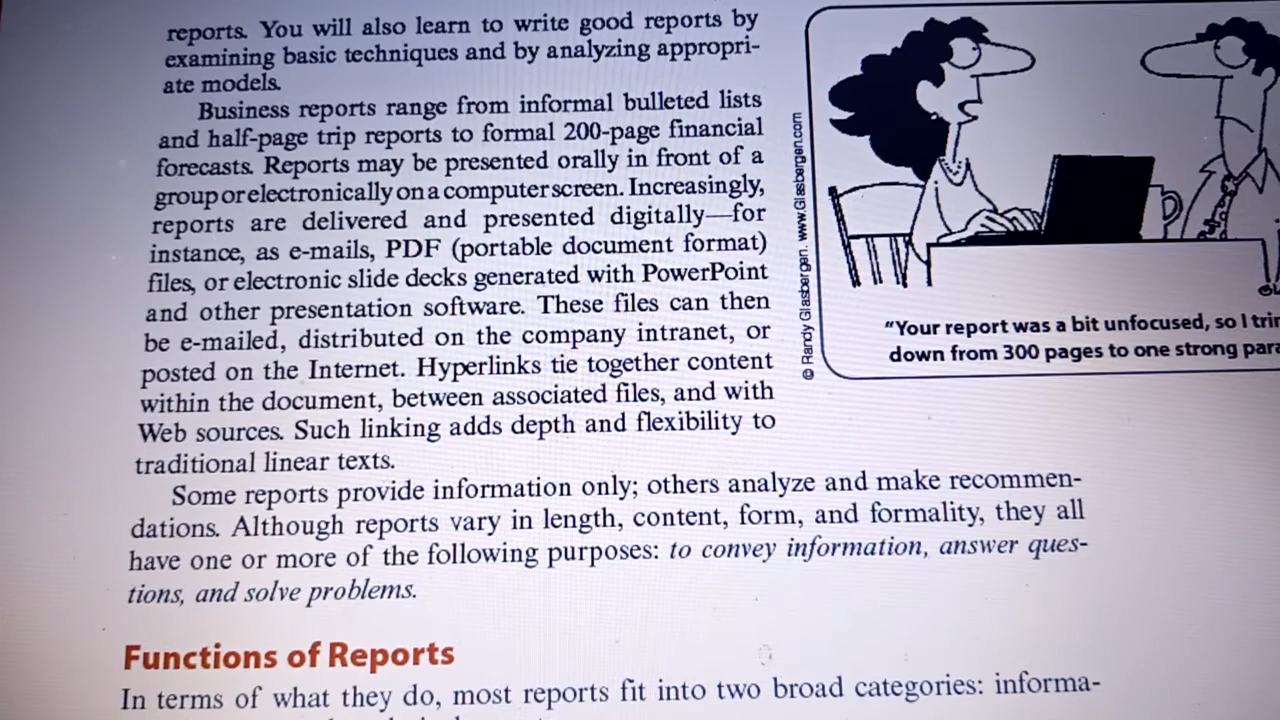 reports. You will also learn to write good reports by
examining basic techniques and by analyzing appropri-
ate models.
Business reports range from informal bulleted lists
and half-page trip reports to formal 200-page financial
forecasts. Reports may be presented orally in front of a
group or electronically on a computer screen. Increasingly,
reports are delivered and presented digitally—for
instance, as e-mails, PDF (portable document format)
files, or electronic slide decks generated with PowerPoint
and other presentation software. These files can then
be e-mailed, distributed on the company intranet, or
posted on the Internet. Hyperlinks tie together content
within the document, between associated files, and with
Web sources. Such linking adds depth and flexibility to
traditional linear texts.
© Randy Glasbergen. www.Glasbergen.com
"Your report was a bit unfocused, so I
down from 300 pages to one strong
Some reports provide information only; others analyze and make recommen-
dations. Although reports vary in length, content, form, and formality, they all
have one or more of the following purposes: to convey information, answer ques-
tions, and solve problems.
Functions of Reports
In terms of what they do, most reports fit into two broad categories: informa-